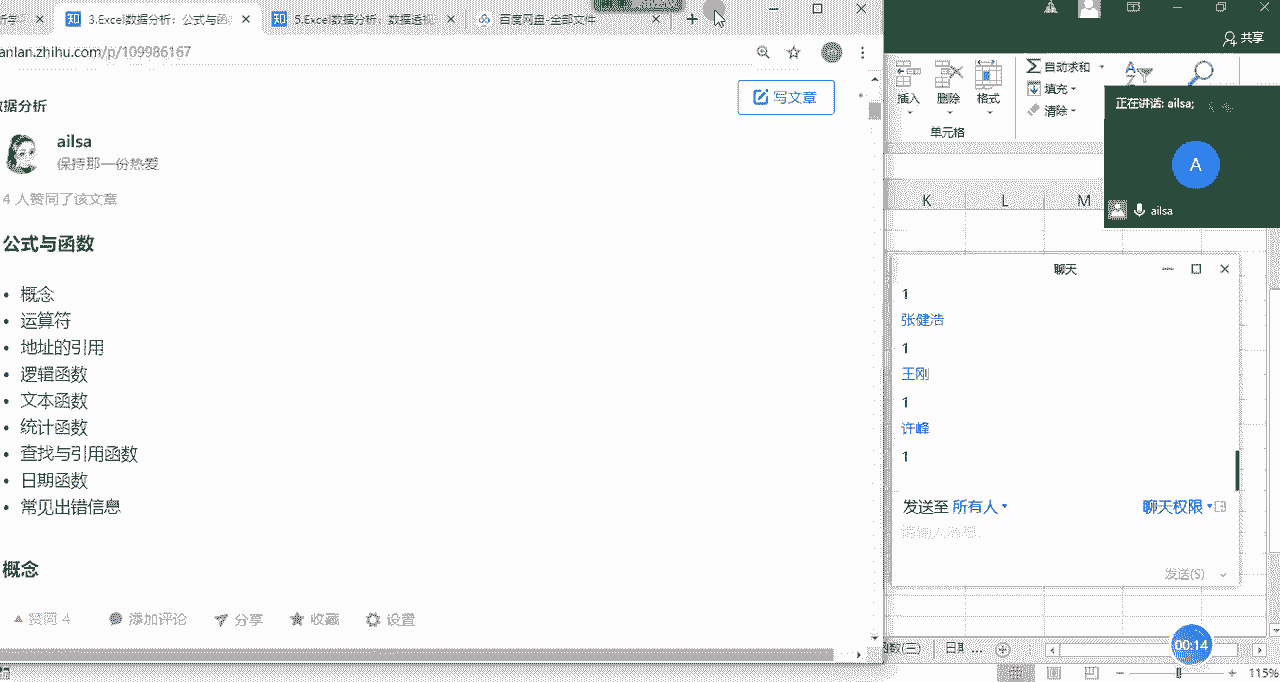 析学
3.Excel数据分析：公式与函
5.Excel数据分析：数据透视
百度网盘-全部文件
anlan.zhihu.com/p/109986167
数据分析
写文章
ailsa
保持那一份热爱
4 人赞同了该文章
公式与函数
• 概念
• 运算符
• 地址的引用
• 逻辑函数
• 文本函数
• 统计函数
• 查找与引用函数
• 日期函数
• 常见出错信息
概念
赞同 4
添加评论
分享
收藏
设置
共享
插入
删除
格式
单元格
自动求和
填充
清除
正在讲话: ailsa;
A
ailsa
K L M
聊天
1
张健浩
1
王刚
1
许峰
1
发送至 所有人
聊天权限
请输入消息
发送(S)
函数(三)
日期 ...
00:14
115%